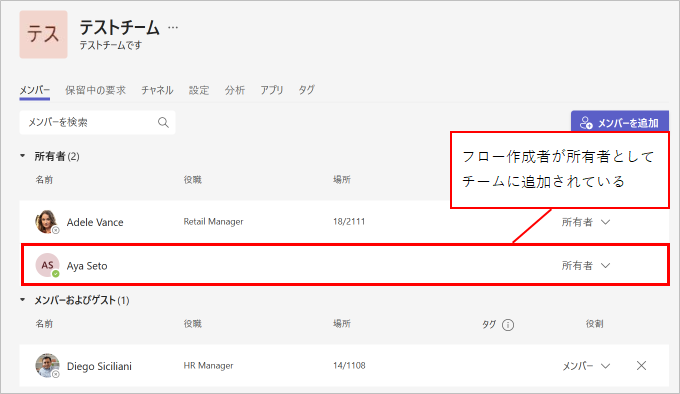 テス
テストチーム …
テストチームです
メンバー 保留中の要求 チャネル 設定 分析 アプリ タグ
メンバーを検索
メンバーを追加
フロー作成者が所有者として
チームに追加されている
所有者 (2)
名前 役職 場所
Adele Vance Retail Manager 18/2111 所有者
AS Aya Seto 所有者
メンバーおよびゲスト (1)
名前 役職 場所 タグ 役割
Diego Siciliani HR Manager 14/1108 メンバー